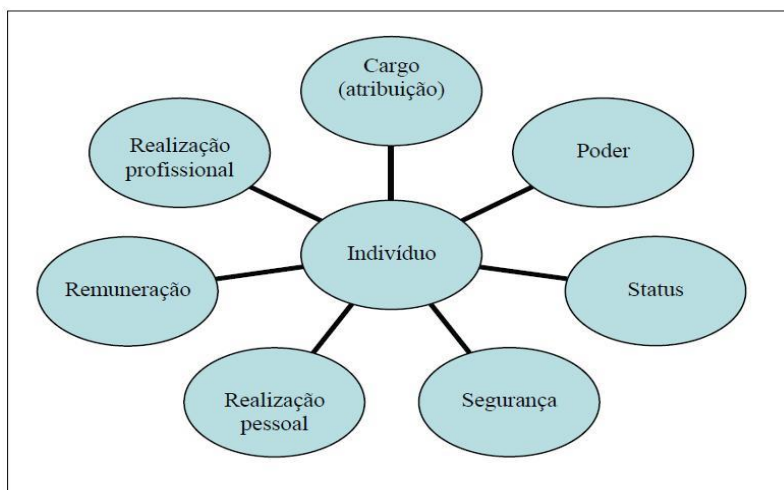 Cargo
(atribuição)
Realização
profissional
Poder
Indivíduo
Remuneração
Status
Realização
pessoal
Segurança